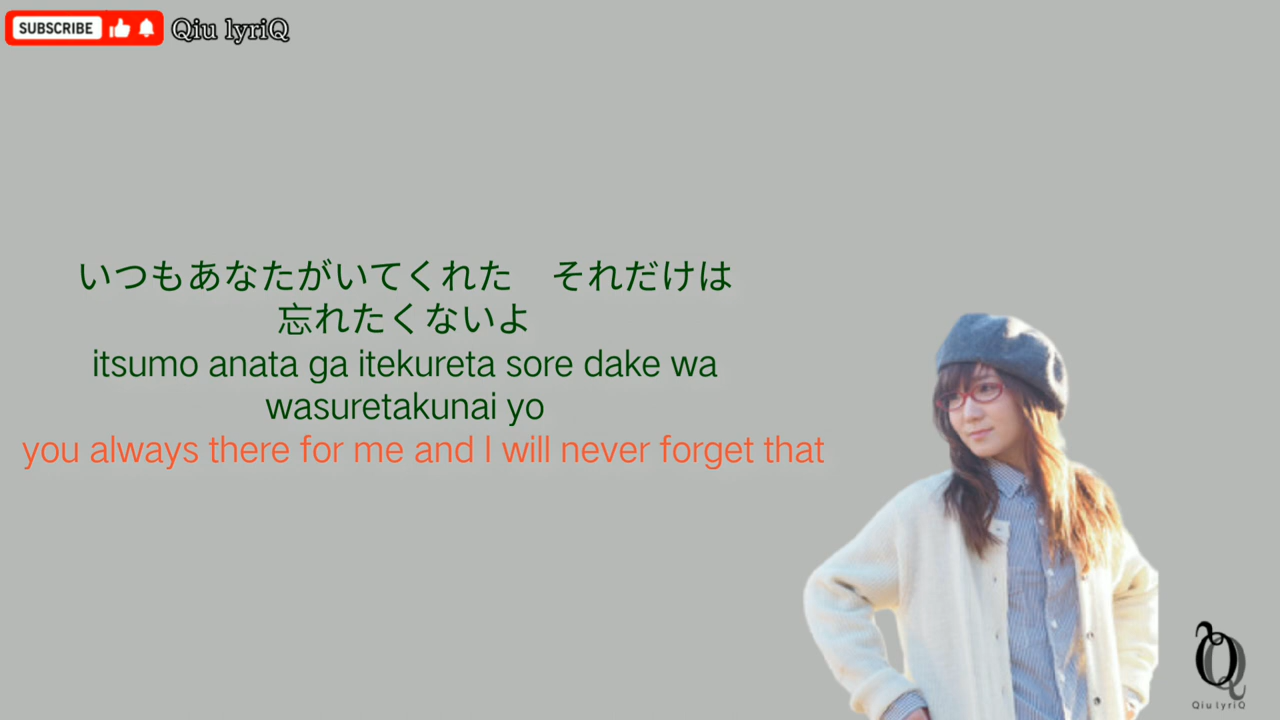 SUBSCRIBE
Qiu lyriQ
いつもあなたがいてくれた　それだけは
忘れたくないよ
itsumo anata ga itekureta sore dake wa
wasuretakunai yo
you always there for me and I will never forget that
Qiu lyriQ